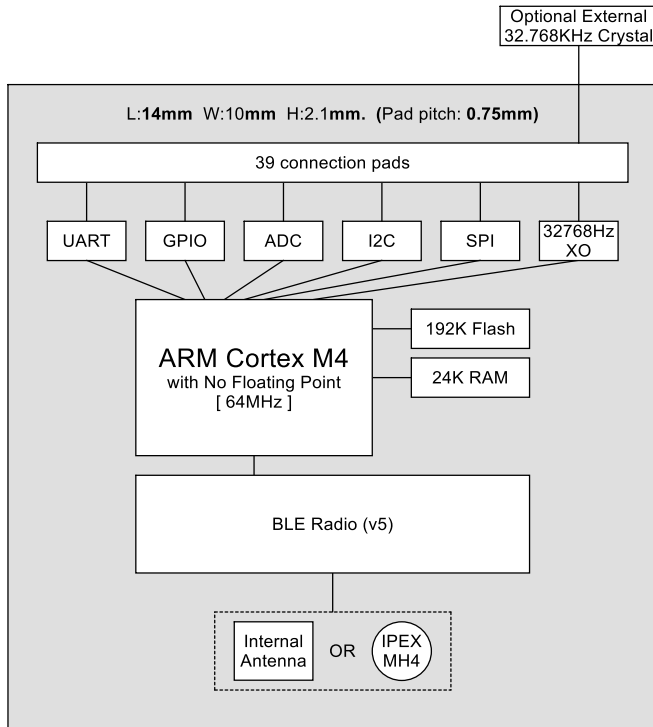 Optional External
32.768KHz Crystal
L:14mm W:10mm H:2.1mm. (Pad pitch: 0.75mm)
39 connection pads
UART
GPIO
ADC
I2C
SPI
32768Hz
XO
ARM Cortex M4
with No Floating Point
[ 64MHz ]
192K Flash
24K RAM
BLE Radio (v5)
Internal
Antenna
OR
IPEX
MH4